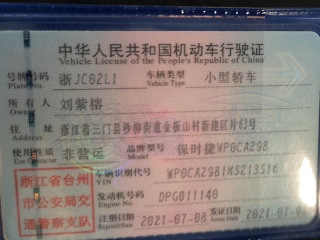 中华人民共和国机动车行驶证
Vehicle License of the People's Republic of China
号牌号码 浙JC82L1 车辆类型 小型轿车
Plate No. Vehicle Type
所有人 刘紫榕
Owner
住址 浙江省三门县沙柳街道金板山村新建区片63号
Address
使用性质 非营运 品牌型号 保时捷WP0CA298
Use Character Model
浙江省台州 车辆识别代号 WP0CA2981MS213516
VIN
市公安局交 发动机号码 DPG011140
Engine No.
通警察支队 注册日期 2021-07-08 发证日期 2021-07-0
Register Date Issue Date